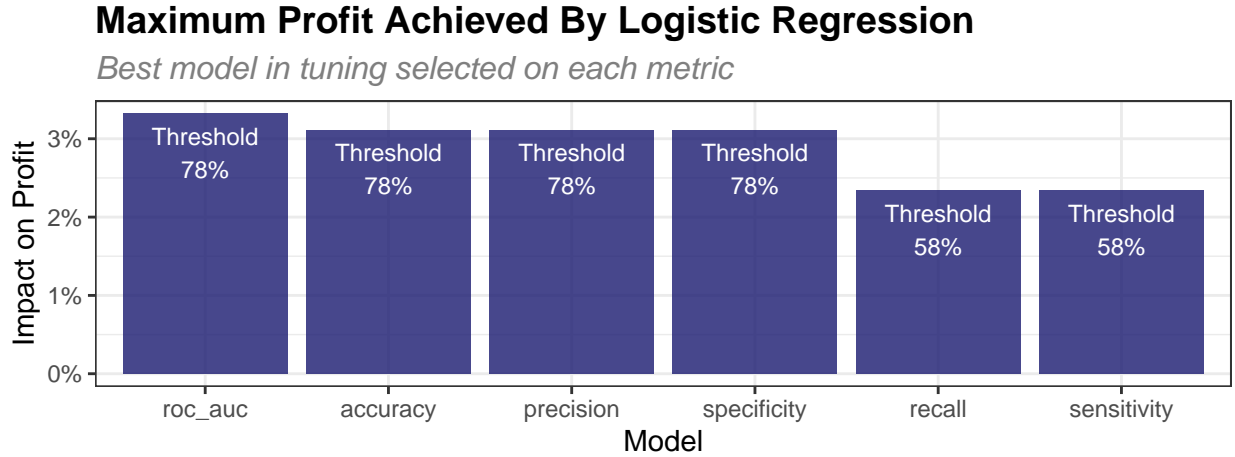 Maximum Profit Achieved By Logistic Regression
Best model in tuning selected on each metric
Impact on Profit
3%
2%
1%
0%
Threshold
78%
Threshold
78%
Threshold
78%
Threshold
78%
Threshold
58%
Threshold
58%
roc_auc
accuracy
precision
specificity
recall
sensitivity
Model